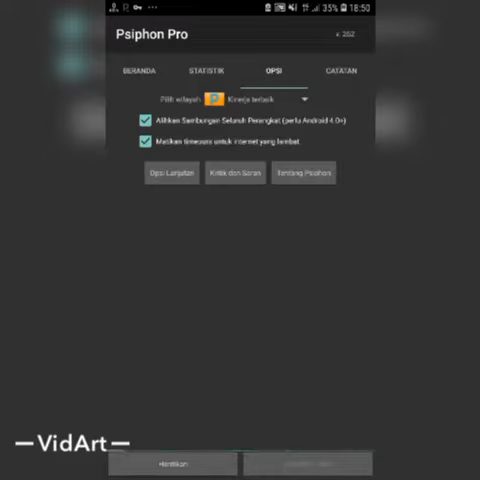 35% 18:50
Psiphon Pro
v. 262
BERANDA STATISTIK OPSI CATATAN
Pilih wilayah: Kinerja terbaik
Alihkan Sambungan Seluruh Perangkat (perlu Android 4.0+)
Matikan timeouts untuk internet yang lambat
Opsi Lanjutan Kritik dan Saran Tentang Psiphon
VidArt
Hentikan